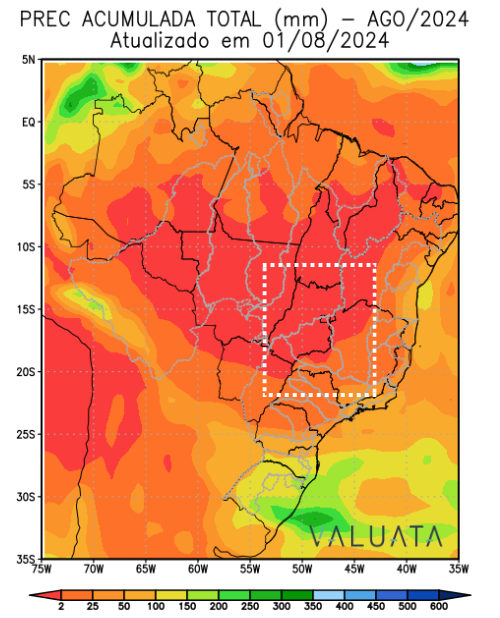 PREC ACUMULADA TOTAL (mm) – AGO/2024
Atualizado em 01/08/2024
5N
EQ
5S
10S
15S
20S
25S
30S
35S
VALUATA
75W 70W 65W 60W 55W 50W 45W 40W 35W
2 25 50 100 150 200 250 300 350 400 450 500 600